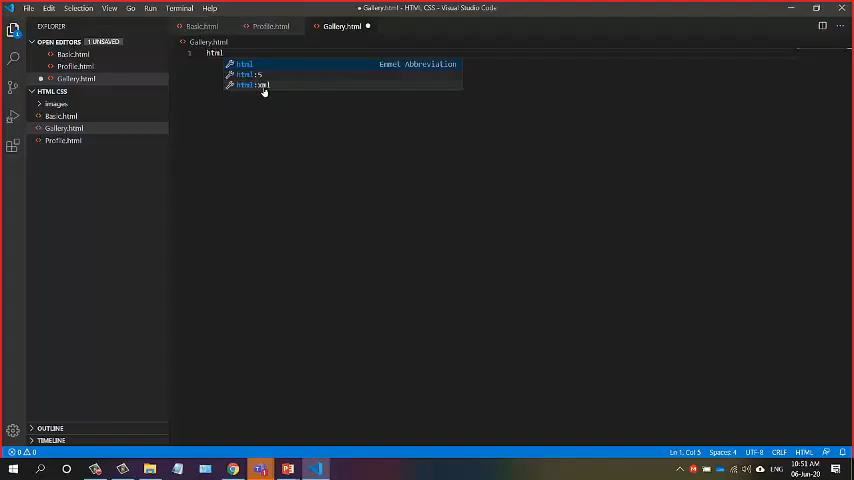 File Edit Selection View Go Run Terminal Help
● Gallery.html - HTML CSS - Visual Studio Code
EXPLORER
OPEN EDITORS 1 UNSAVED
Basic.html
Profile.html
Gallery.html
HTML CSS
images
Basic.html
Gallery.html
Profile.html
OUTLINE
TIMELINE
Basic.html Profile.html Gallery.html
Gallery.html
1 html
html Emmet Abbreviation
html:5
html:xml
0 0
Ln 1, Col 5 Spaces: 4 UTF-8 CRLF HTML
ENG
10:51 AM
06-Jun-20